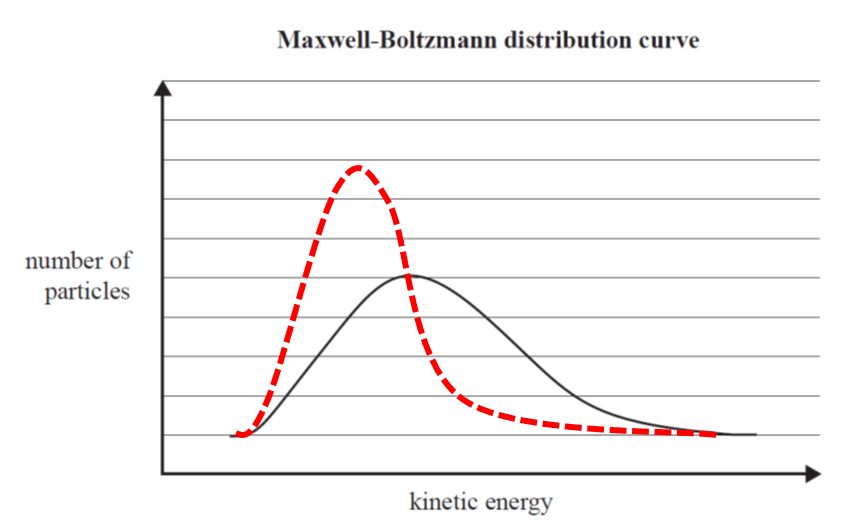 Maxwell-Boltzmann distribution curve
number of
particles
kinetic energy